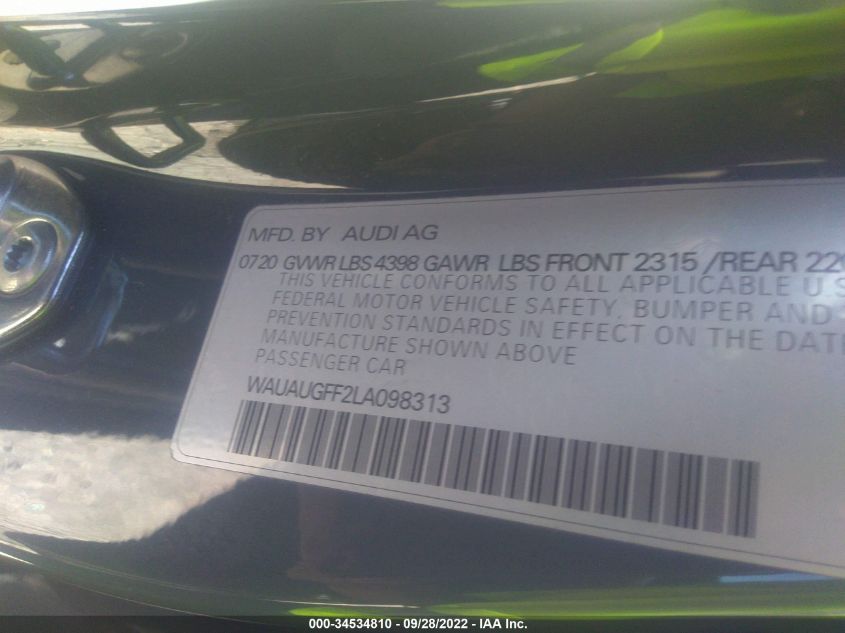 MFD. BY AUDI AG
0720 GVWR LBS 4398 GAWR LBS FRONT 2315 /REAR
THIS VEHICLE CONFORMS TO ALL APPLICABLE U
FEDERAL MOTOR VEHICLE SAFETY, BUMPER AND
PREVENTION STANDARDS IN EFFECT ON THE DATE
MANUFACTURE SHOWN ABOVE
PASSENGER CAR
WAUAUGFF2LA098313
000-34534810 — 09/28/2022 — IAA Inc.